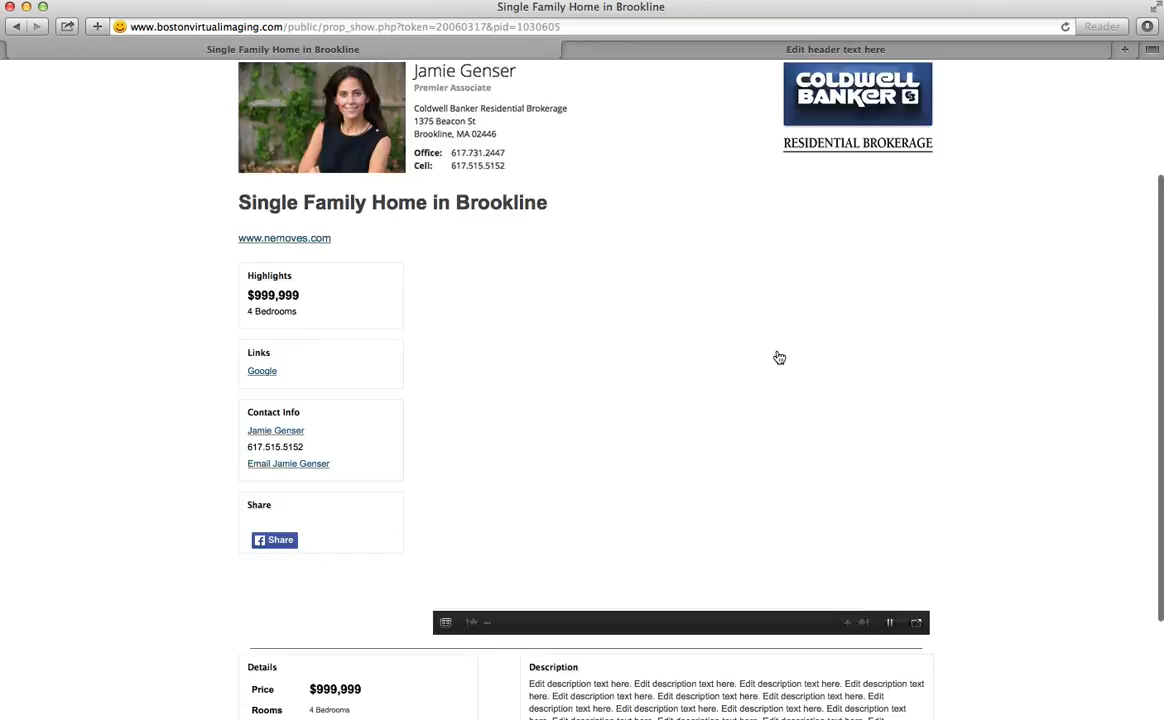 Single Family Home in Brookline
www.bostonvirtualimaging.com/public/prop_show.php?token=20060317&pid=1030605
Reader
Single Family Home in Brookline
Edit header text here
Jamie Genser
Premier Associate
Coldwell Banker Residential Brokerage
1375 Beacon St
Brookline, MA 02446
Office: 617.731.2447
Cell: 617.515.5152
COLDWELL
BANKER
RESIDENTIAL BROKERAGE
Single Family Home in Brookline
www.nemoves.com
Highlights
$999,999
4 Bedrooms
Links
Google
Contact Info
Jamie Genser
617.515.5152
Email Jamie Genser
Share
Share
Details
Price $999,999
Rooms 4 Bedrooms
Description
Edit description text here. Edit description text here. Edit description text here. Edit description text
here. Edit description text here. Edit description text here. Edit description text here. Edit
description text here. Edit description text here. Edit description text here. Edit description text